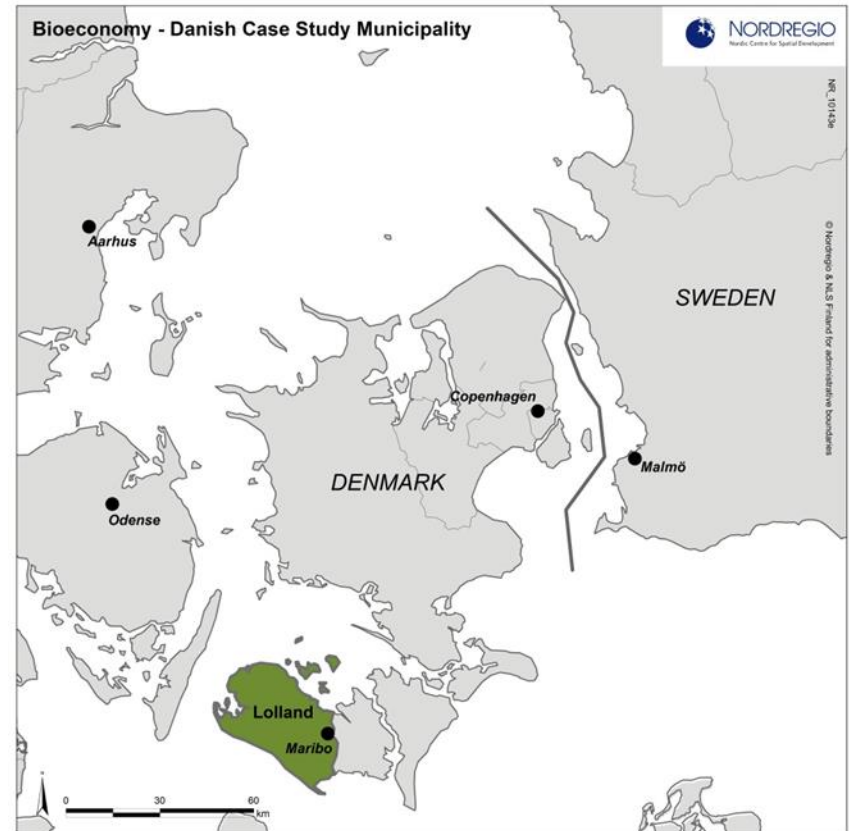 Bioeconomy - Danish Case Study Municipality
NORDREGIO
Nordic Centre for Spatial Development
NR_10143e
© Nordregio & NLS Finland for administrative boundaries
Aarhus
SWEDEN
Copenhagen
DENMARK
Malmö
Odense
Lolland
Maribo
N
0 30 60
km